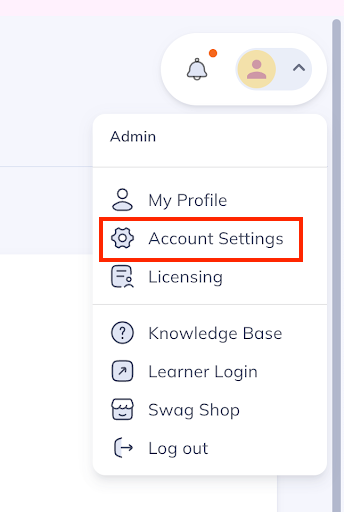 Admin
My Profile
Account Settings
Licensing
Knowledge Base
Learner Login
Swag Shop
Log out